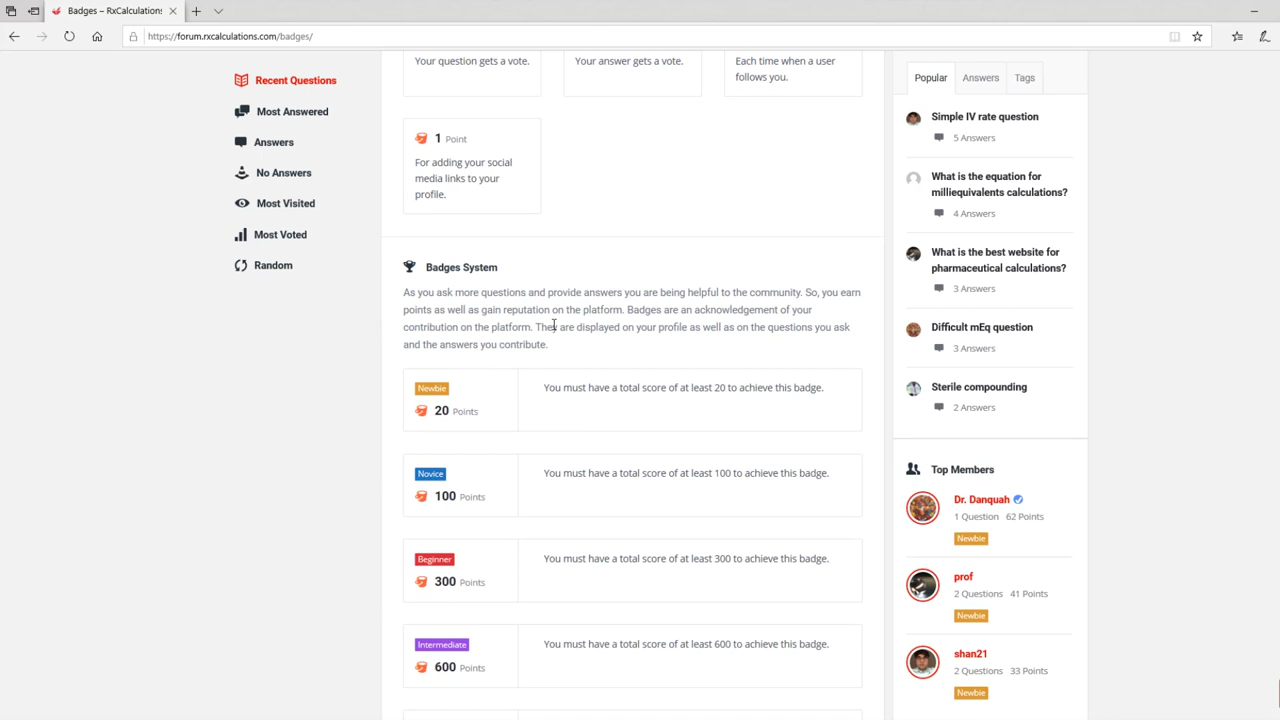 Badges – RxCalculations
https://forum.rxcalculations.com/badges/
Recent Questions
Most Answered
Answers
No Answers
Most Visited
Most Voted
Random
Your question gets a vote.
Your answer gets a vote.
Each time when a user
follows you.
1 Point
For adding your social
media links to your
profile.
Badges System
As you ask more questions and provide answers you are being helpful to the community. So, you earn
points as well as gain reputation on the platform. Badges are an acknowledgement of your
contribution on the platform. They are displayed on your profile as well as on the questions you ask
and the answers you contribute.
Newbie
20 Points
You must have a total score of at least 20 to achieve this badge.
Novice
100 Points
You must have a total score of at least 100 to achieve this badge.
Beginner
300 Points
You must have a total score of at least 300 to achieve this badge.
Intermediate
600 Points
You must have a total score of at least 600 to achieve this badge.
Popular Answers Tags
Simple IV rate question
5 Answers
What is the equation for
milliequivalents calculations?
4 Answers
What is the best website for
pharmaceutical calculations?
3 Answers
Difficult mEq question
3 Answers
Sterile compounding
2 Answers
Top Members
Dr. Danquah
1 Question 62 Points
Newbie
prof
2 Questions 41 Points
Newbie
shan21
2 Questions 33 Points
Newbie